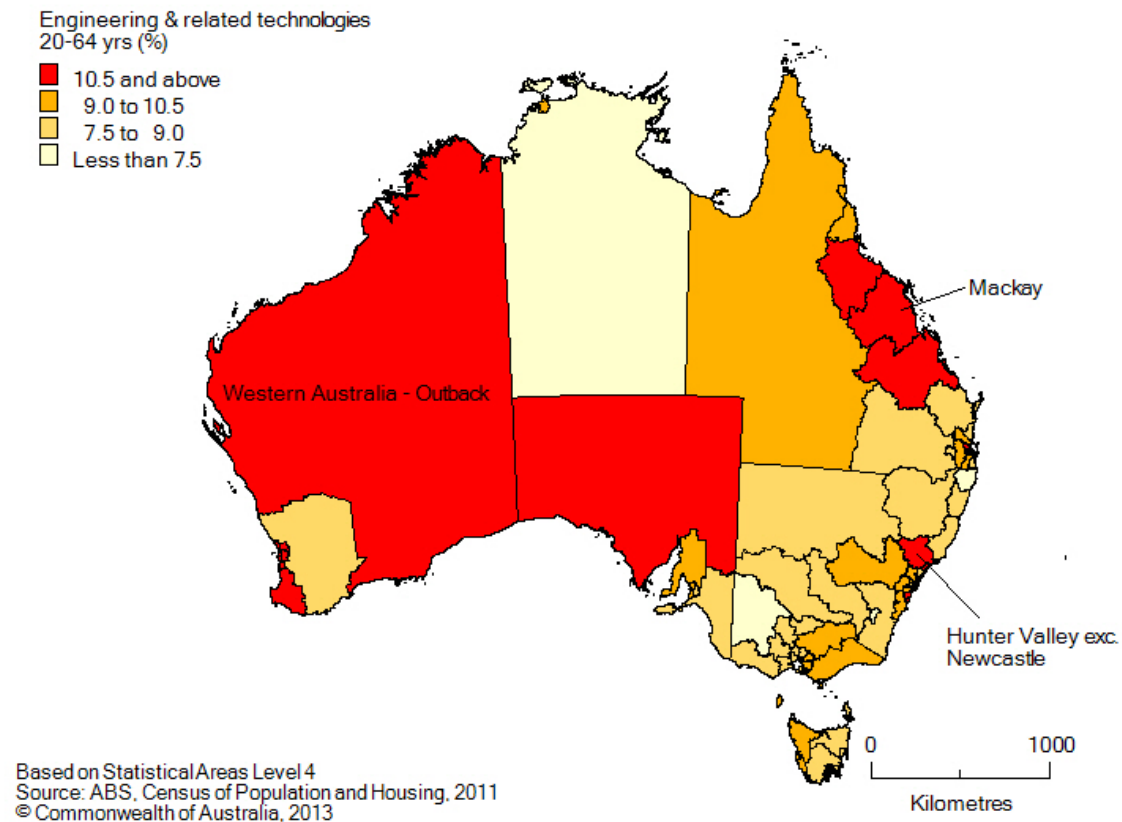 Engineering & related technologies
20-64 yrs (%)
10.5 and above
9.0 to 10.5
7.5 to 9.0
Less than 7.5
Mackay
Western Australia - Outback
Hunter Valley exc.
Newcastle
0 1000
Kilometres
Based on Statistical Areas Level 4
Source: ABS, Census of Population and Housing, 2011
© Commonwealth of Australia, 2013